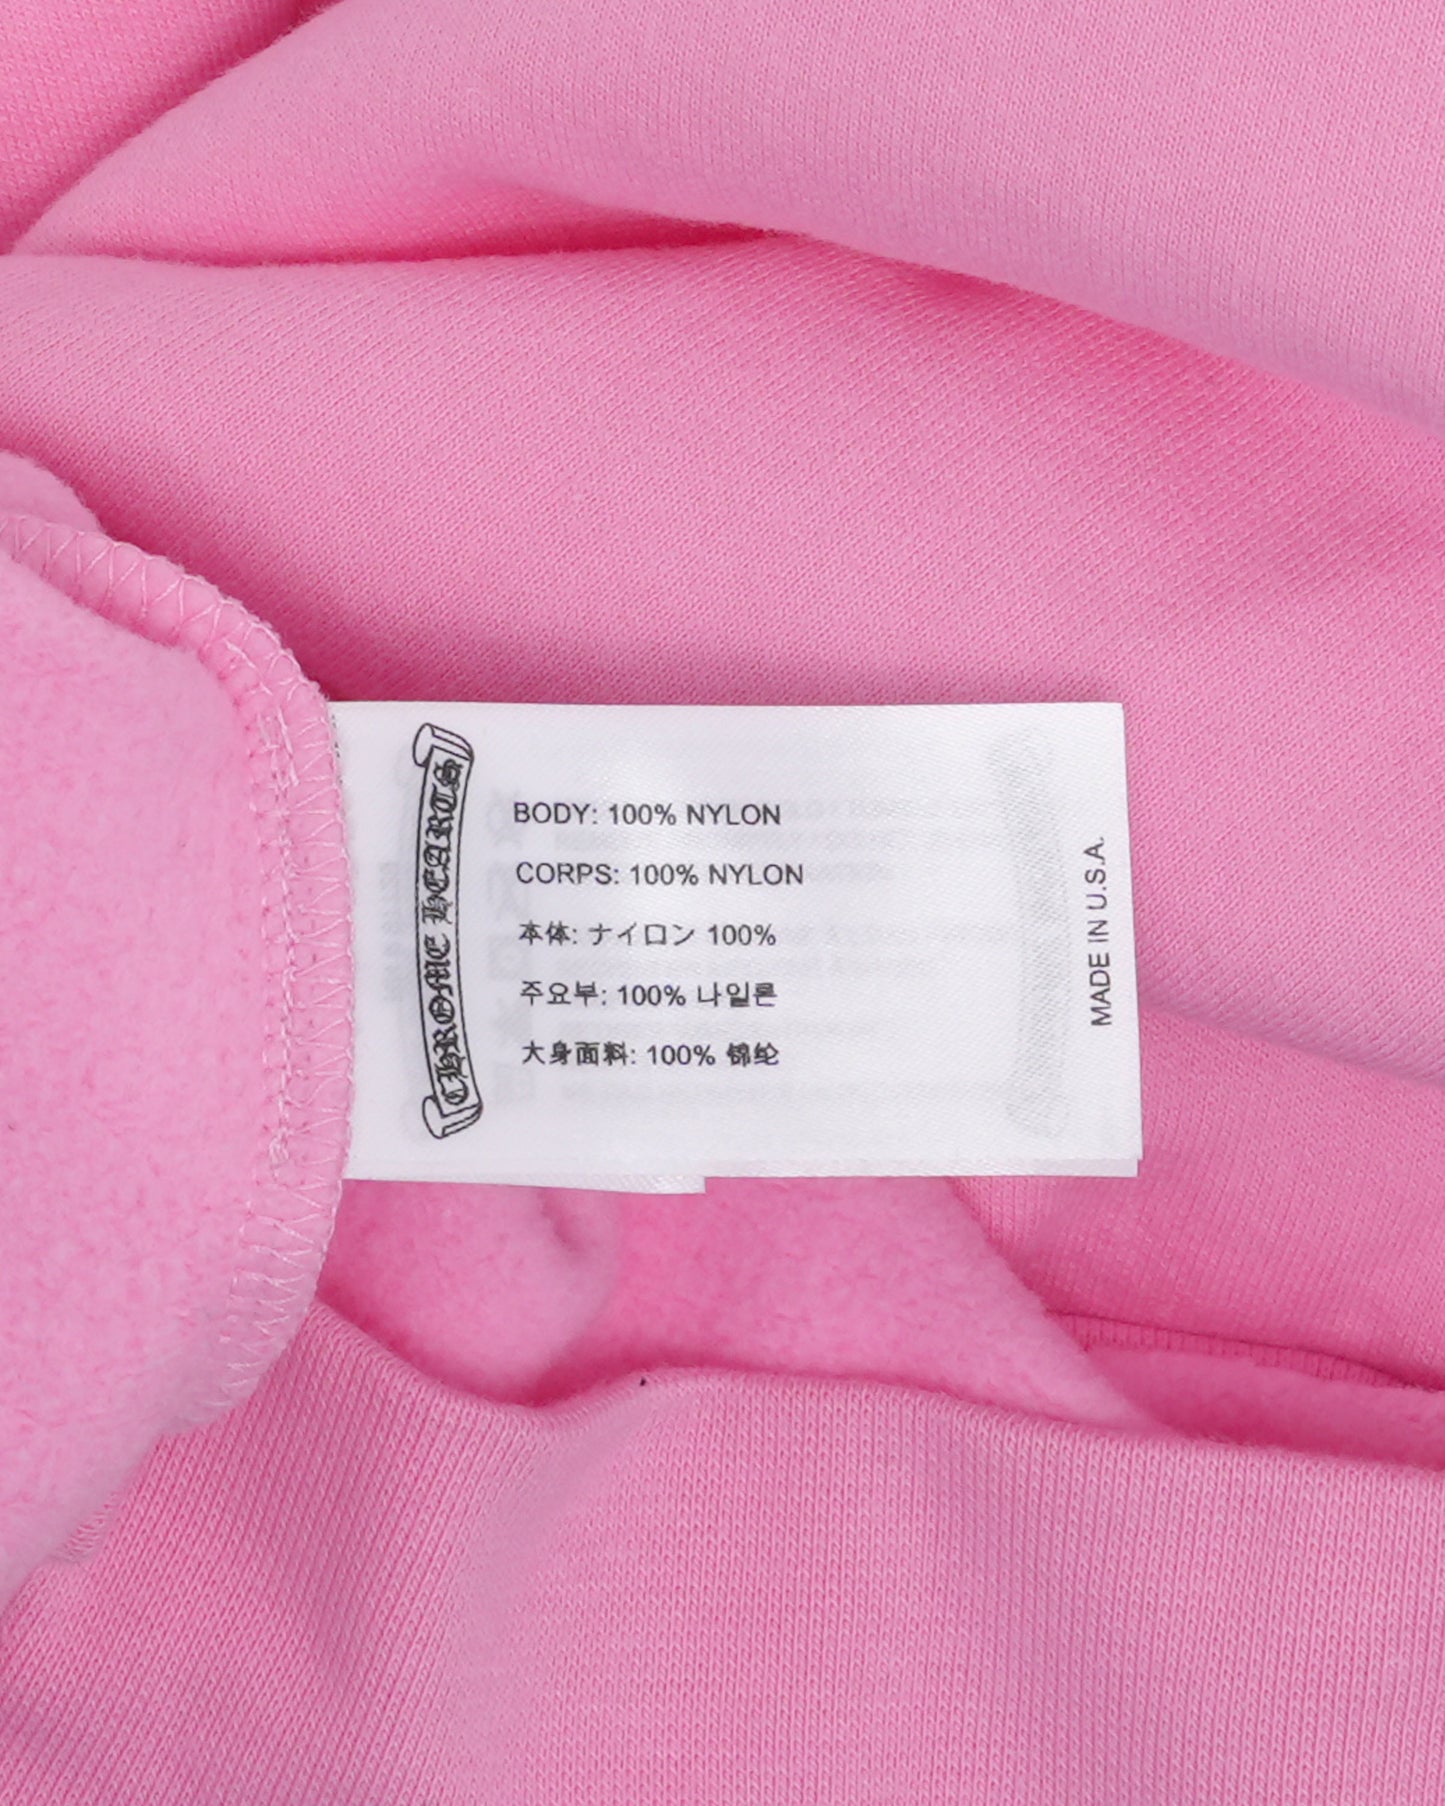 CHROME HEARTS
BODY: 100% NYLON
CORPS: 100% NYLON
本体: ナイロン 100%
주요부: 100% 나일론
大身面料: 100% 锦纶
MADE IN U.S.A.